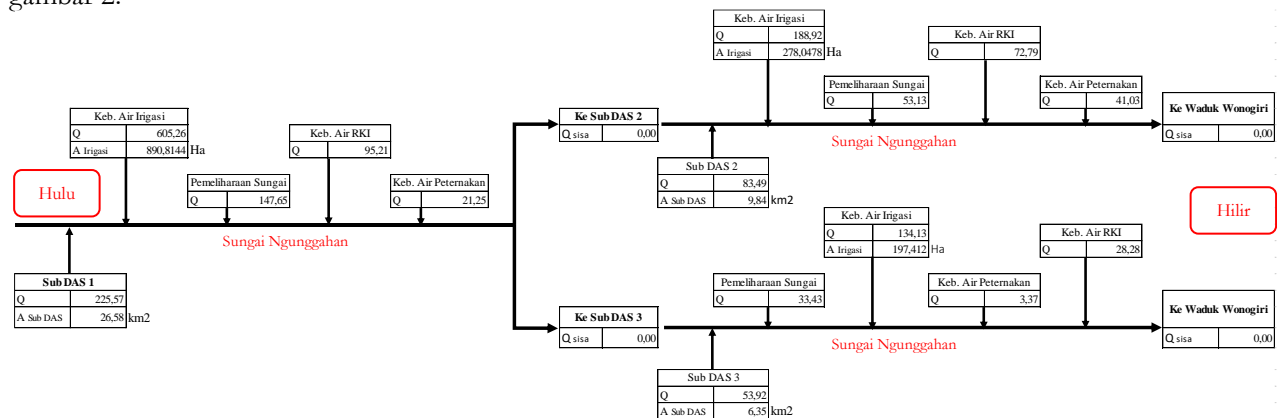 gambar 2.
Keb. Air Irigasi
Q 188,92
A Irigasi 278,0478 Ha
Keb. Air RKI
Q 72,79
Pemeliharaan Sungai
Q 53,13
Keb. Air Peternakan
Q 41,03
Ke Sub DAS 2
Q sisa 0,00
Ke Waduk Wonogiri
Q sisa 0,00
Sungai Ngunggahan
Keb. Air Irigasi
Q 605,26
A Irigasi 890,8144 Ha
Keb. Air RKI
Q 95,21
Pemeliharaan Sungai
Q 147,65
Keb. Air Peternakan
Q 21,25
Hulu
Sungai Ngunggahan
Sub DAS 2
Q 83,49
A Sub DAS 9,84 km2
Hilir
Sub DAS 1
Q 225,57
A Sub DAS 26,58 km2
Keb. Air Irigasi
Q 134,13
A Irigasi 197,412 Ha
Keb. Air RKI
Q 28,28
Pemeliharaan Sungai
Q 33,43
Keb. Air Peternakan
Q 3,37
Ke Sub DAS 3
Q sisa 0,00
Ke Waduk Wonogiri
Q sisa 0,00
Sungai Ngunggahan
Sub DAS 3
Q 53,92
A Sub DAS 6,35 km2